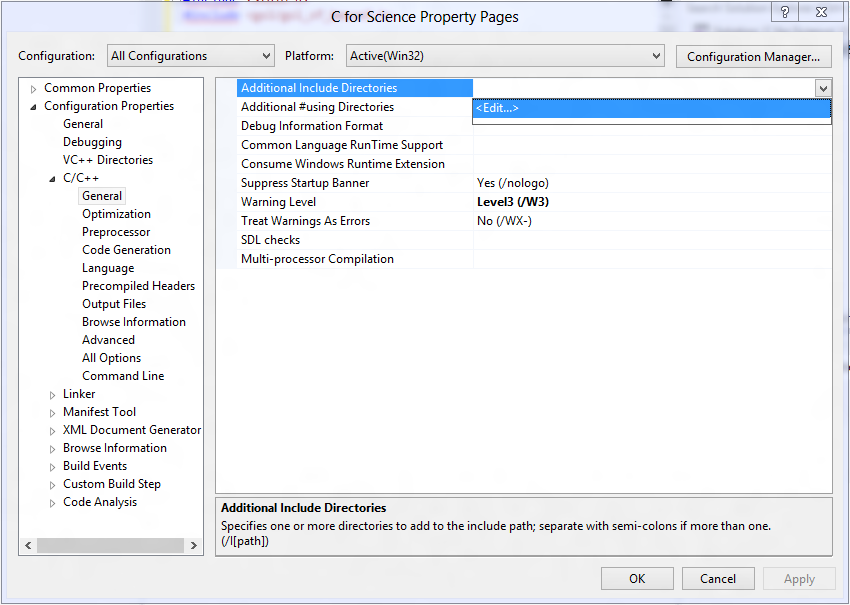 C for Science Property Pages
?
Configuration: All Configurations Platform: Active(Win32) Configuration Manager...
Common Properties
Configuration Properties
General
Debugging
VC++ Directories
C/C++
General
Optimization
Preprocessor
Code Generation
Language
Precompiled Headers
Output Files
Browse Information
Advanced
All Options
Command Line
Linker
Manifest Tool
XML Document Generator
Browse Information
Build Events
Custom Build Step
Code Analysis
Additional Include Directories
Additional #using Directories <Edit...>
Debug Information Format
Common Language RunTime Support
Consume Windows Runtime Extension
Suppress Startup Banner Yes (/nologo)
Warning Level Level3 (/W3)
Treat Warnings As Errors No (/WX-)
SDL checks
Multi-processor Compilation
Additional Include Directories
Specifies one or more directories to add to the include path; separate with semi-colons if more than one.
(/I[path])
OK Cancel Apply